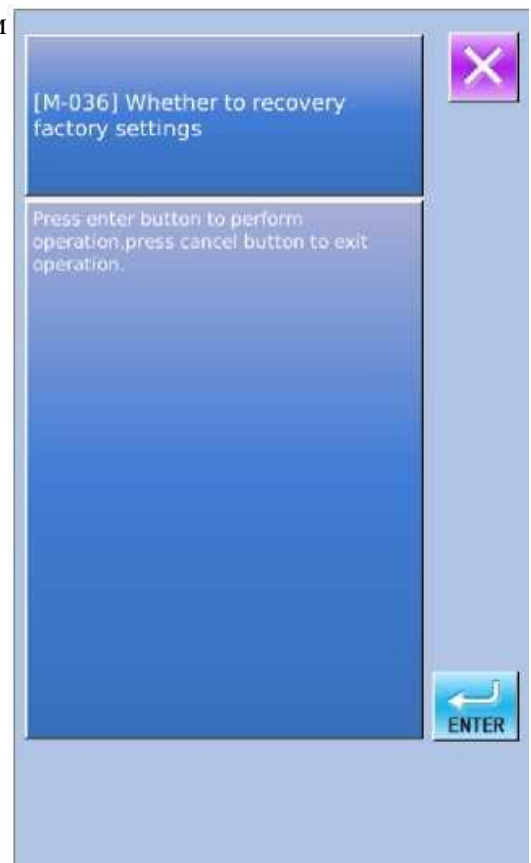 M
[M-036] Whether to recovery
factory settings
Press enter button to perform
operation,press cancel button to exit
operation.
ENTER